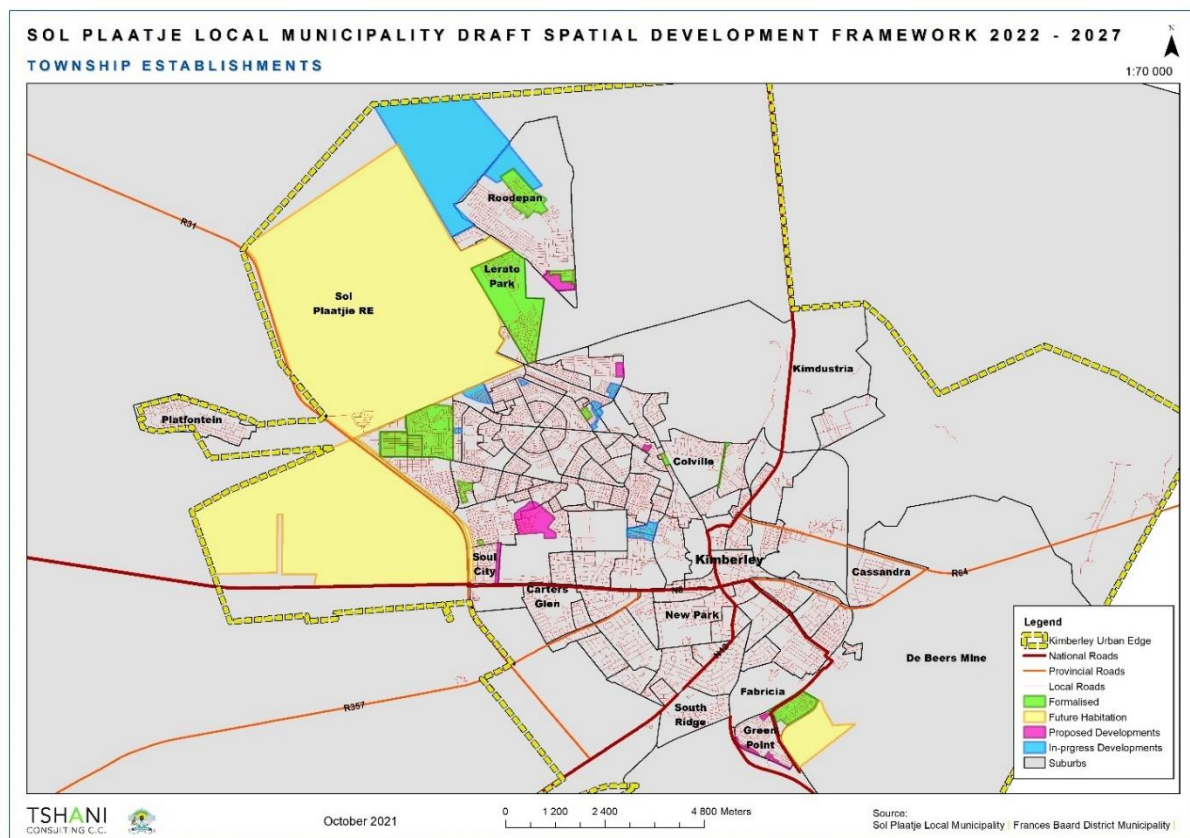 SOL PLAATJE LOCAL MUNICIPALITY DRAFT SPATIAL DEVELOPMENT FRAMEWORK 2022 - 2027
TOWNSHIP ESTABLISHMENTS
N
1:70 000
R31
Roodepan
Lerato
Park
Sol
Plaatjie RE
Kimdustria
Platfontein
Colville
Soul
City
Kimberley
Cassandra
R64
Carters
Glen
N8
New Park
De Beers MIne
R357
South
Ridge
Fabricia
Green
Point
Legend
Kimberley Urban Edge
National Roads
Provincial Roads
Local Roads
Formalised
Future Habitation
Proposed Developments
In-prgress Developments
Suburbs
TSHANI
CONSULTING C.C.
October 2021
0 1 200 2 400 4 800 Meters
Source:
Sol Plaatje Local Municipality | Frances Baard District Municipality |